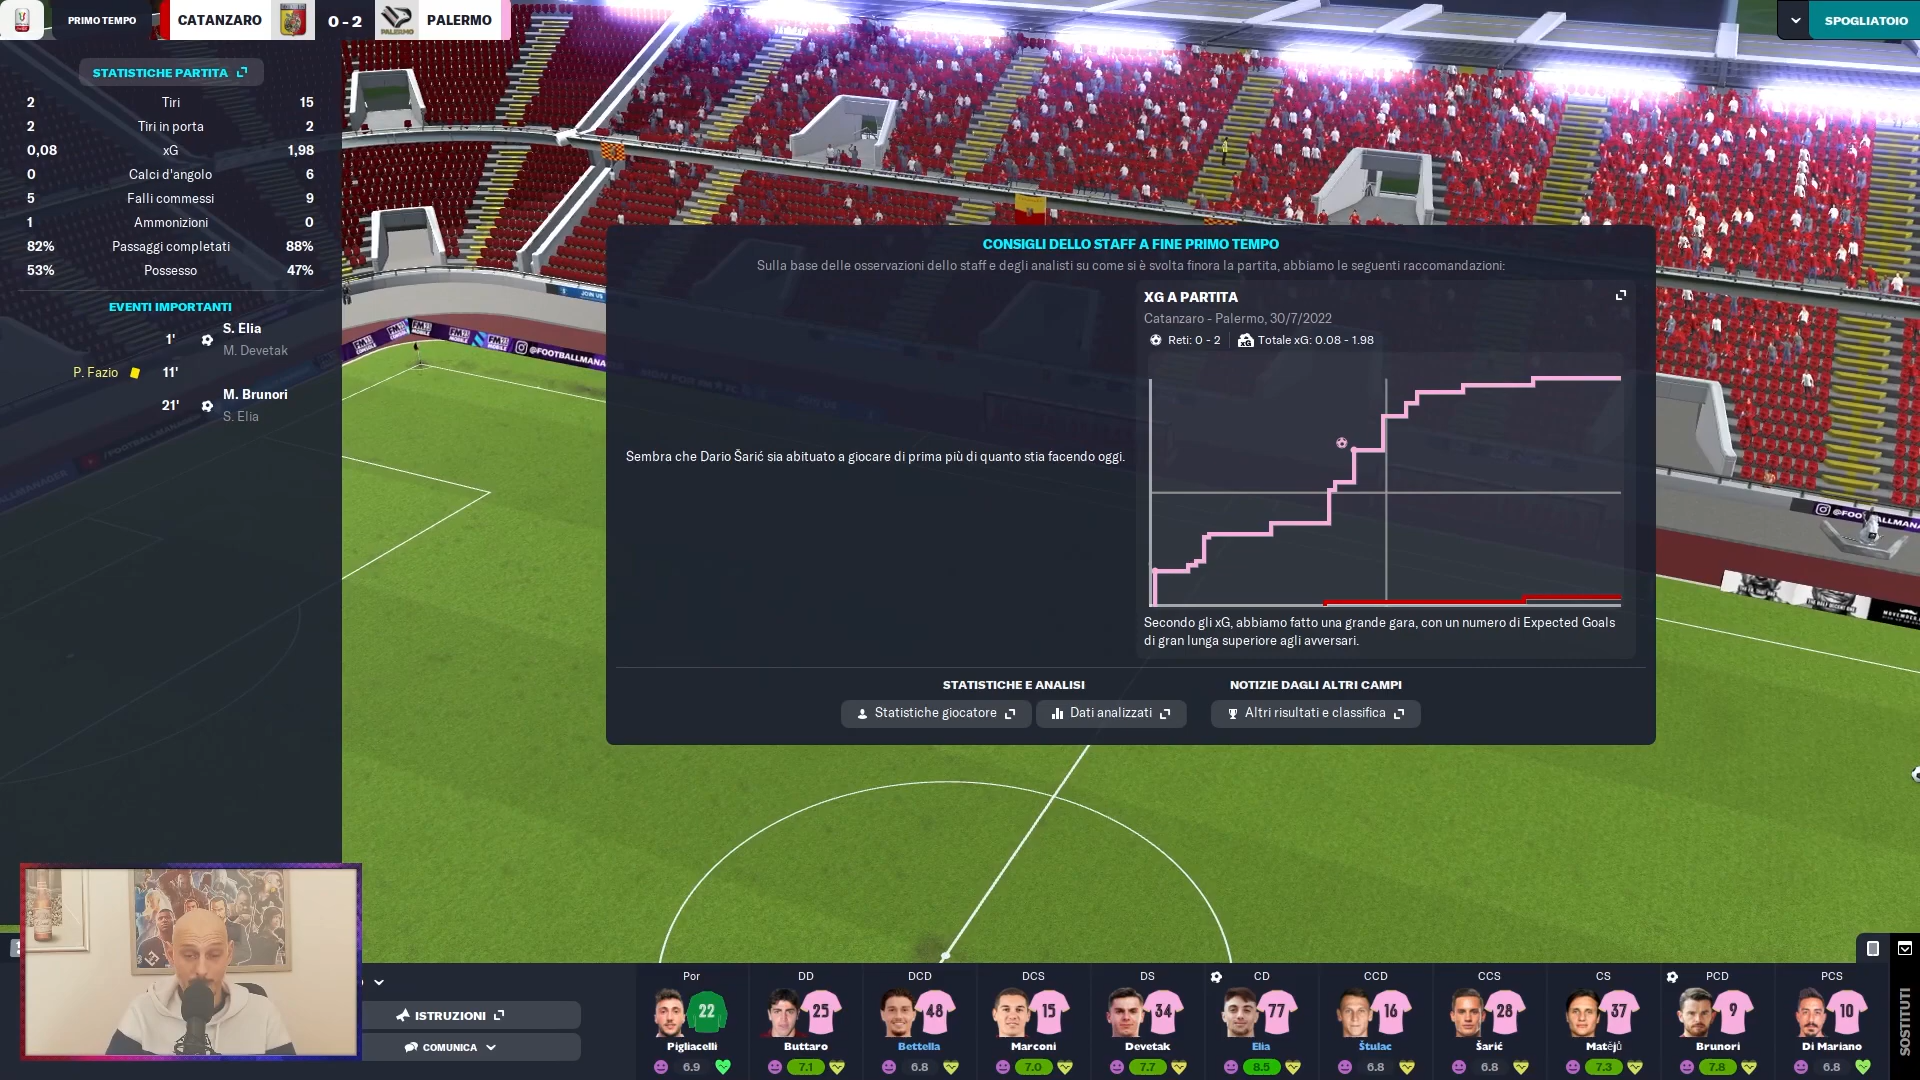 PRIMO TEMPO
CATANZARO
0 - 2
PALERMO
PALERMO
SPOGLIATOIO
STATISTICHE PARTITA
2 Tiri 15
2 Tiri in porta 2
0,08 xG 1,98
0 Calci d'angolo 6
5 Falli commessi 9
1 Ammonizioni 0
82% Passaggi completati 88%
53% Possesso 47%
EVENTI IMPORTANTI
1' S. Elia
M. Devetak
P. Fazio 11'
21' M. Brunori
S. Elia
JOIN US
@FOOTBALLMANA
@FOOTBALLMANA
CONSIGLI DELLO STAFF A FINE PRIMO TEMPO
Sulla base delle osservazioni dello staff e degli analisti su come si è svolta finora la partita, abbiamo le seguenti raccomandazioni:
Sembra che Dario Šarić sia abituato a giocare di prima più di quanto stia facendo oggi.
XG A PARTITA
Catanzaro - Palermo, 30/7/2022
Reti: 0 - 2
Totale xG: 0.08 - 1.98
Secondo gli xG, abbiamo fatto una grande gara, con un numero di Expected Goals
di gran lunga superiore agli avversari.
STATISTICHE E ANALISI
NOTIZIE DAGLI ALTRI CAMPI
Statistiche giocatore
Dati analizzati
Altri risultati e classifica
ISTRUZIONI
COMUNICA
Por DD DCD DCS DS CD CCD CCS CS PCD PCS
22 25 48 15 34 77 16 28 37 9 10
Pigliacelli Buttaro Bettella Marconi Devetak Elia Štulac Šarić Matějů Brunori Di Mariano
6.9 7.1 6.8 7.0 7.7 8.5 6.8 6.8 7.3 7.8 6.8
SOSTITUTI